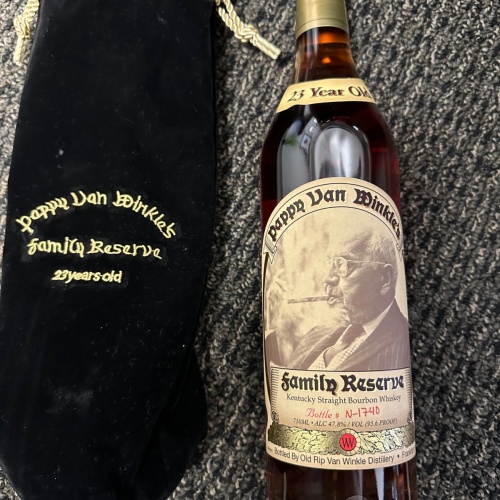 Pappy Van Winkle's
Family Reserve
23 years old
23 Year Old
Pappy Van Winkle's
Family Reserve
Kentucky Straight Bourbon Whiskey
Bottle # N-1740
750ML • ALC 47.8% / VOL (95.6 PROOF)
VW
Bottled By Old Rip Van Winkle Distillery •